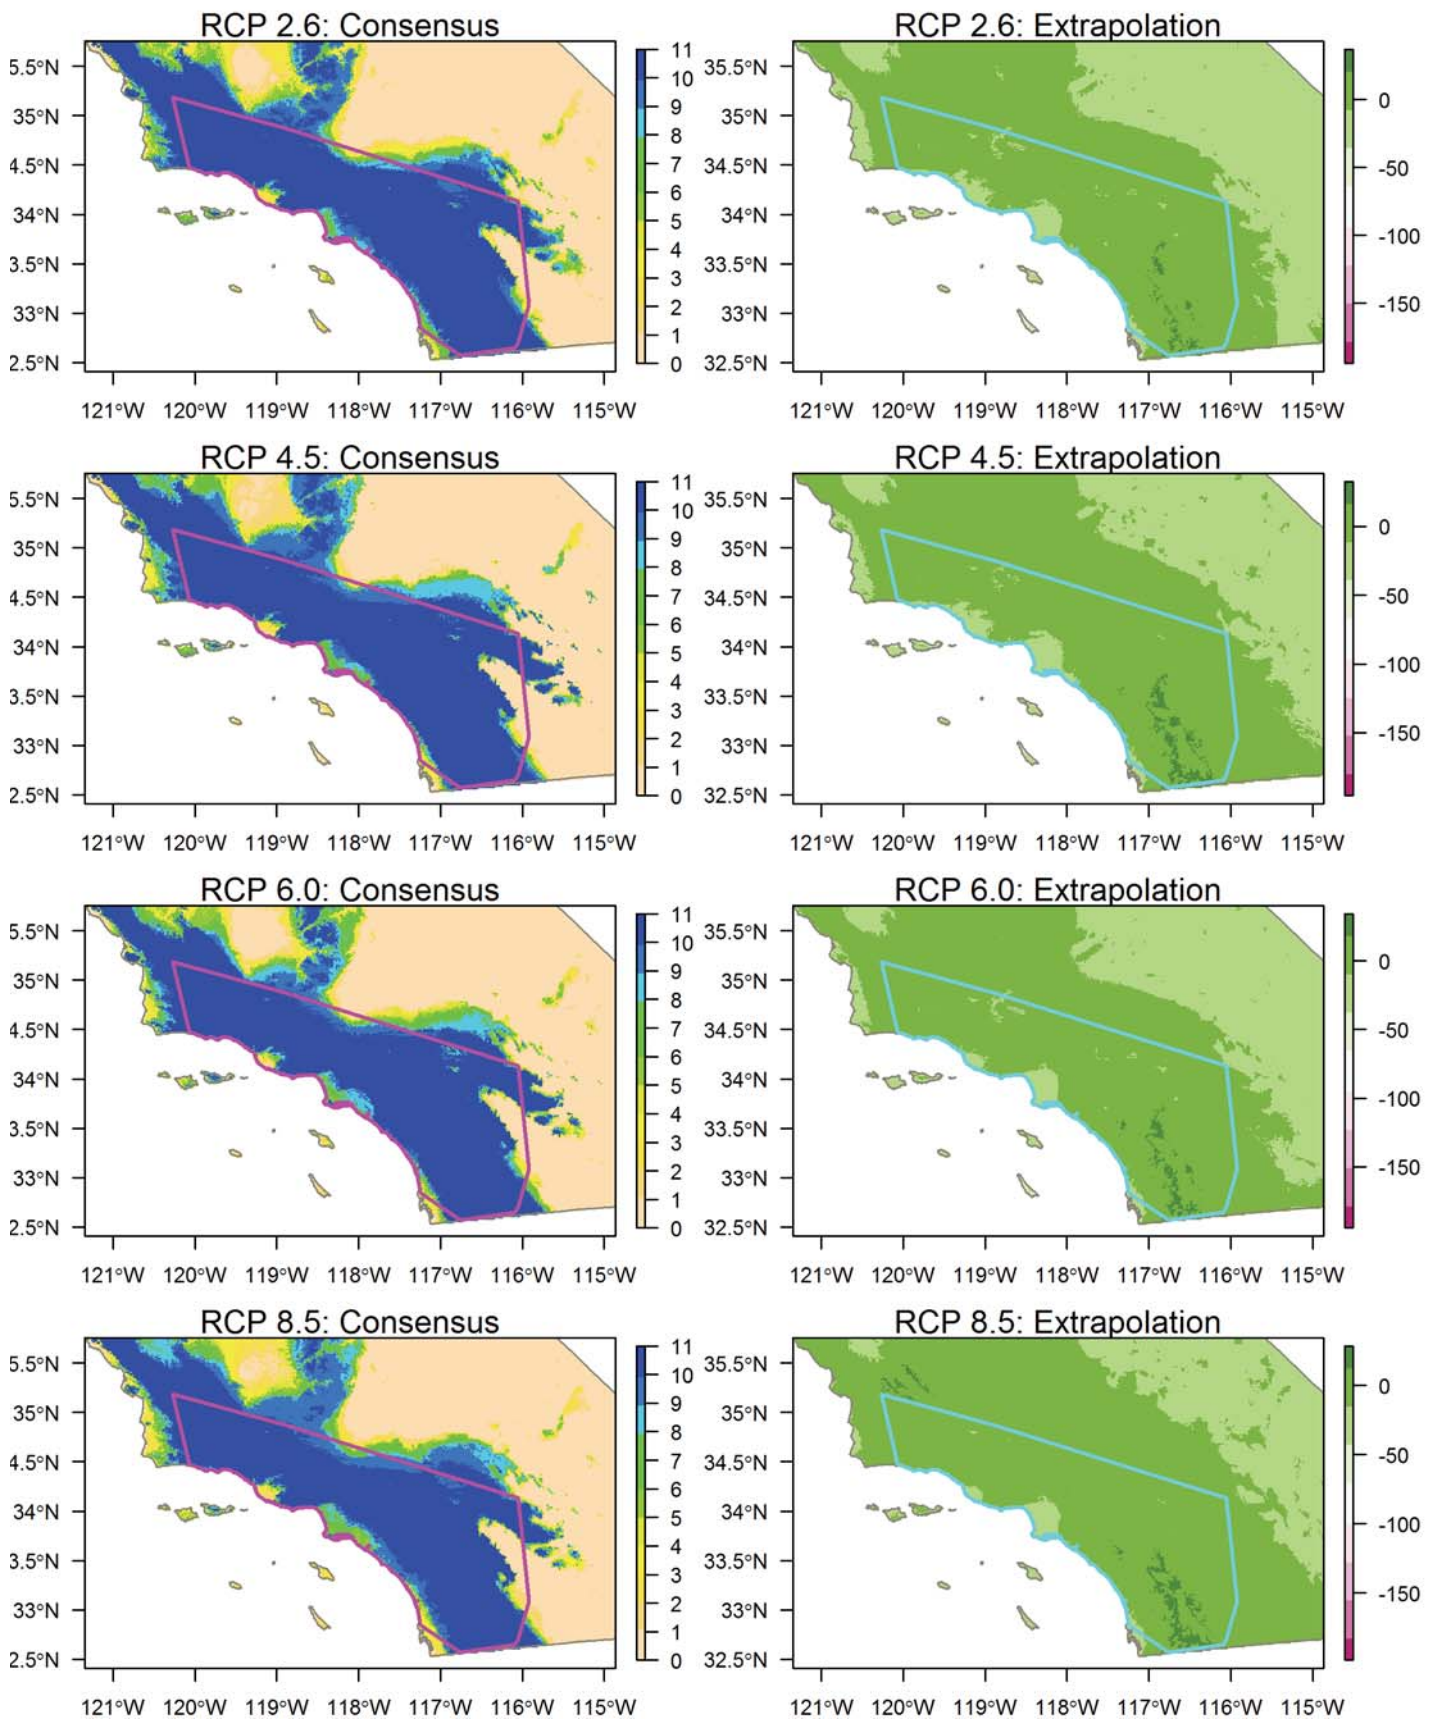 RCP 2.6: Consensus
5.5°N
35°N
4.5°N
34°N
3.5°N
33°N
2.5°N
121°W 120°W 119°W 118°W 117°W 116°W 115°W
11
10
9
8
7
6
5
4
3
2
1
0
RCP 2.6: Extrapolation
35.5°N
35°N
34.5°N
34°N
33.5°N
33°N
32.5°N
121°W 120°W 119°W 118°W 117°W 116°W 115°W
0
-50
-100
-150
RCP 4.5: Consensus
5.5°N
35°N
4.5°N
34°N
3.5°N
33°N
2.5°N
121°W 120°W 119°W 118°W 117°W 116°W 115°W
11
10
9
8
7
6
5
4
3
2
1
0
RCP 4.5: Extrapolation
35.5°N
35°N
34.5°N
34°N
33.5°N
33°N
32.5°N
121°W 120°W 119°W 118°W 117°W 116°W 115°W
0
-50
-100
-150
RCP 6.0: Consensus
5.5°N
35°N
4.5°N
34°N
3.5°N
33°N
2.5°N
121°W 120°W 119°W 118°W 117°W 116°W 115°W
11
10
9
8
7
6
5
4
3
2
1
0
RCP 6.0: Extrapolation
35.5°N
35°N
34.5°N
34°N
33.5°N
33°N
32.5°N
121°W 120°W 119°W 118°W 117°W 116°W 115°W
0
-50
-100
-150
RCP 8.5: Consensus
5.5°N
35°N
4.5°N
34°N
3.5°N
33°N
2.5°N
121°W 120°W 119°W 118°W 117°W 116°W 115°W
11
10
9
8
7
6
5
4
3
2
1
0
RCP 8.5: Extrapolation
35.5°N
35°N
34.5°N
34°N
33.5°N
33°N
32.5°N
121°W 120°W 119°W 118°W 117°W 116°W 115°W
0
-50
-100
-150